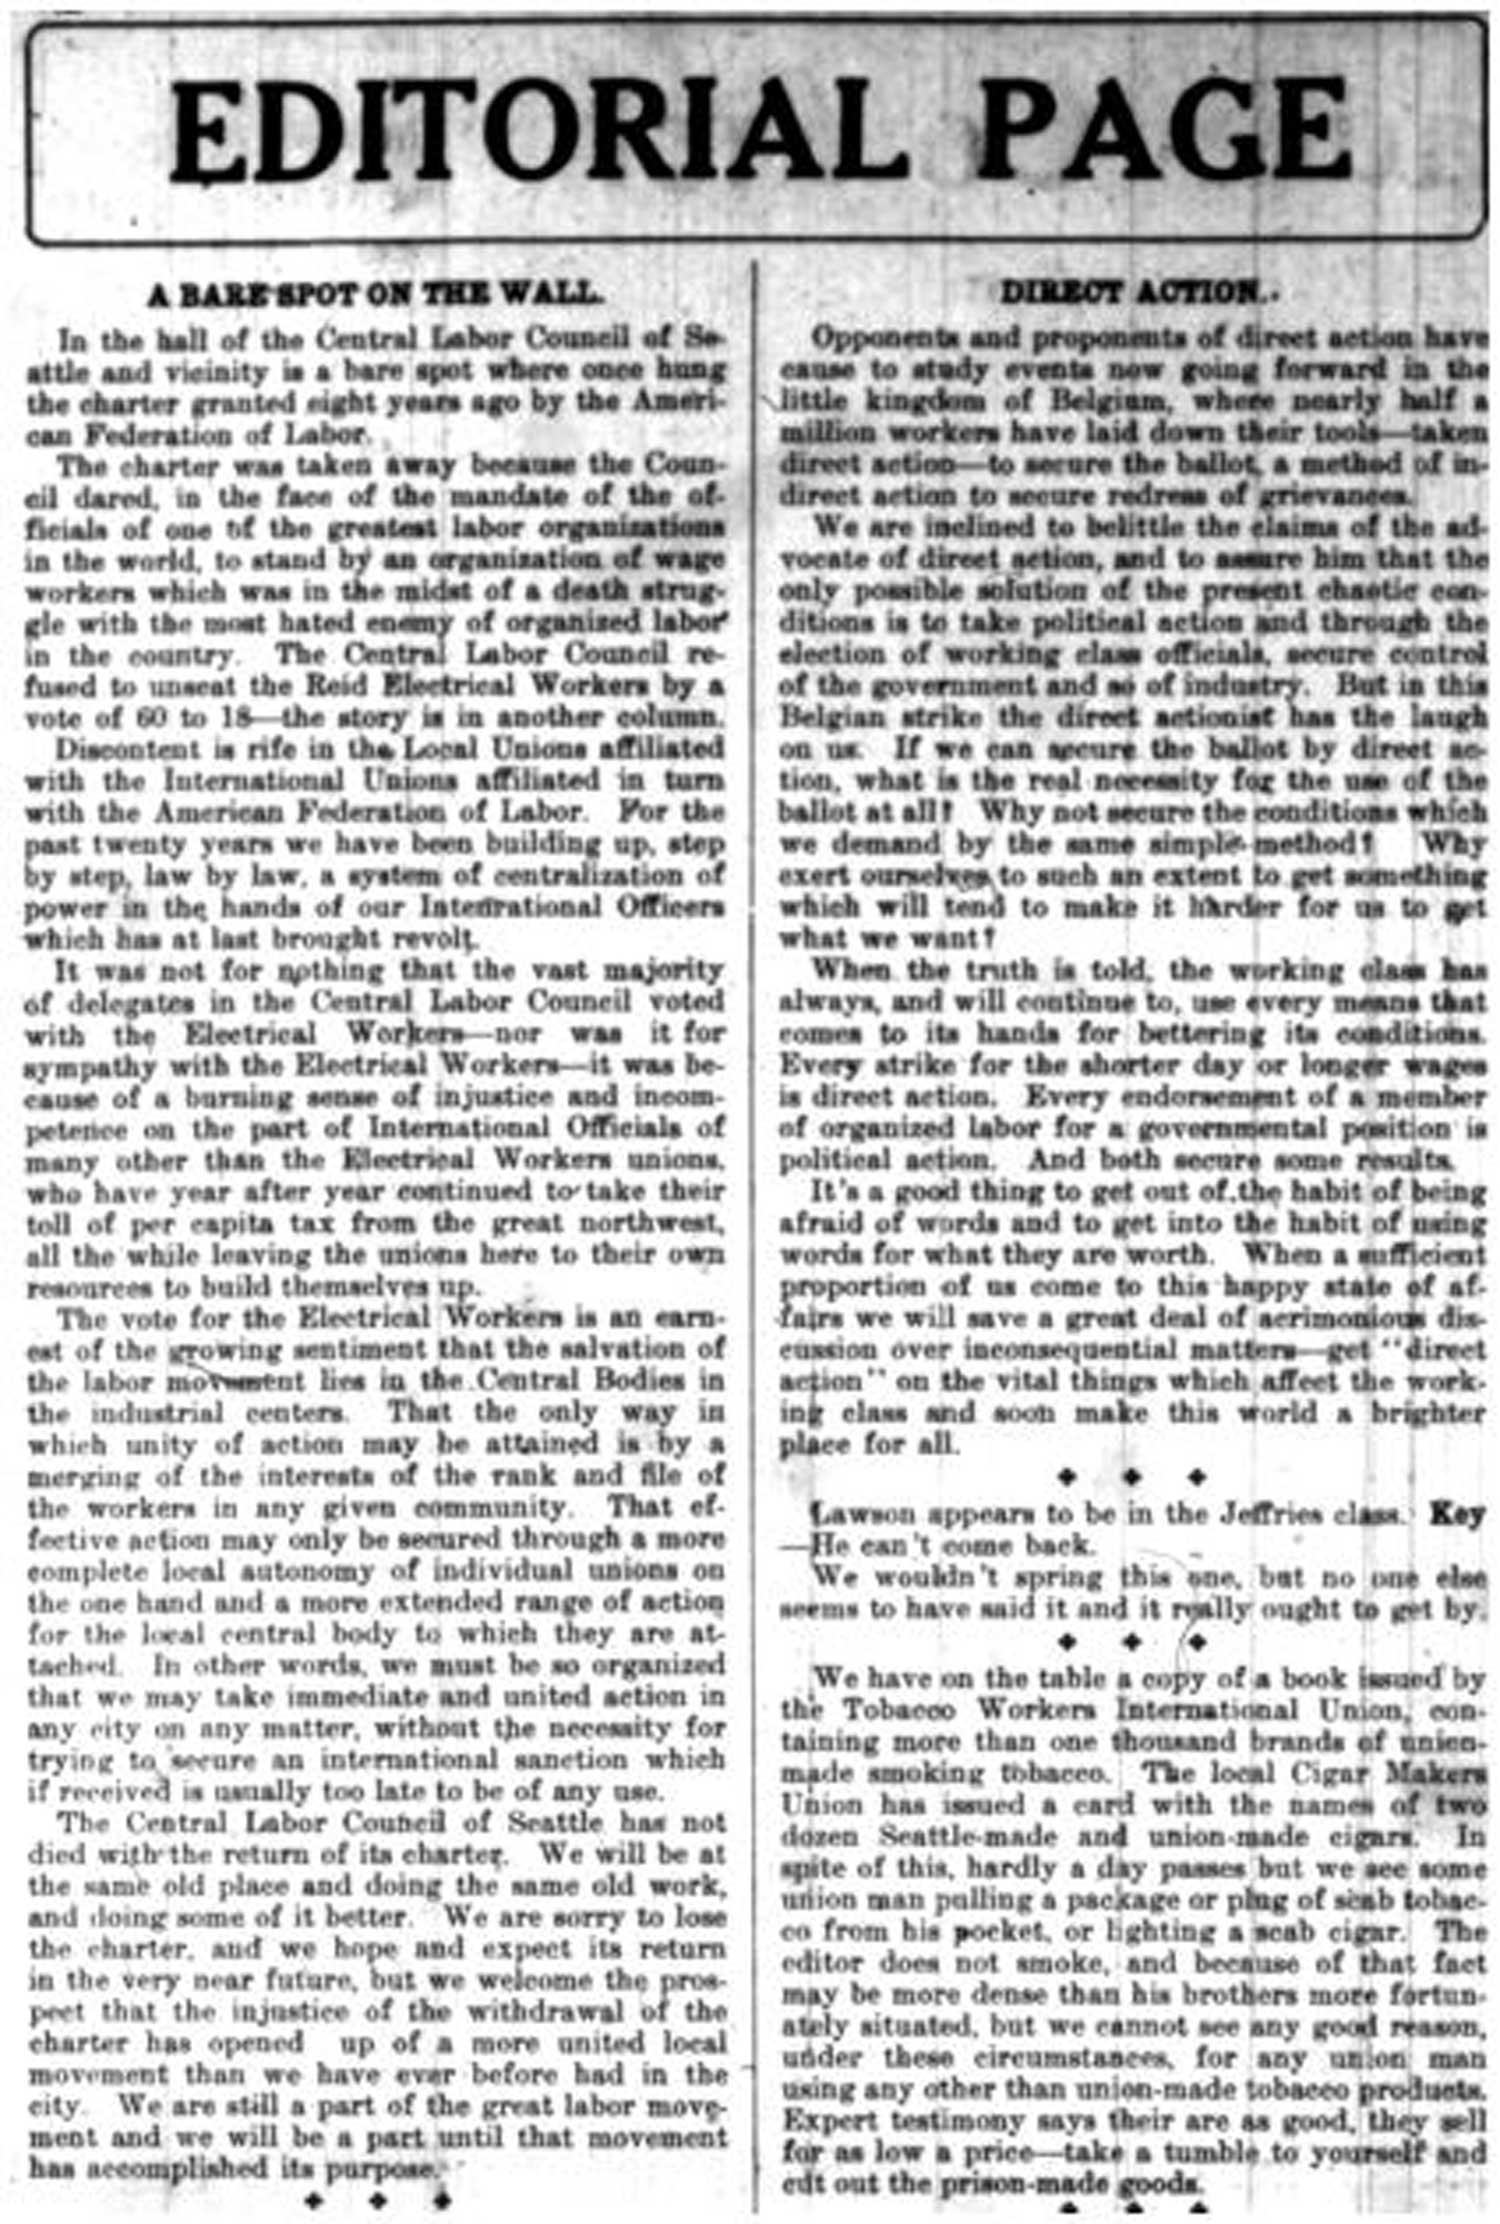 EDITORIAL PAGE
A BARE SPOT ON THE WALL.
In the hall of the Central Labor Council of Se-
attle and vicinity is a bare spot where once hung
the charter granted eight years ago by the Ameri-
can Federation of Labor.
The charter was taken away because the Coun-
cil dared, in the face of the mandate of the of-
ficials of one of the greatest labor organizations
in the world, to stand by an organization of wage
workers which was in the midst of a death strug-
gle with the most hated enemy of organized labor
in the country. The Central Labor Council re-
fused to unseat the Reid Electrical Workers by a
vote of 60 to 18—the story is in another column.
Discontent is rife in the Local Unions affiliated
with the International Unions affiliated in turn
with the American Federation of Labor. For the
past twenty years we have been building up, step
by step, law by law, a system of centralization of
power in the hands of our International Officers
which has at last brought revolt.
It was not for nothing that the vast majority
of delegates in the Central Labor Council voted
with the Electrical Workers—nor was it for
sympathy with the Electrical Workers—it was be-
cause of a burning sense of injustice and incom-
petence on the part of International Officials of
many other than the Electrical Workers unions,
who have year after year continued to take their
toll of per capita tax from the great northwest,
all the while leaving the unions here to their own
resources to build themselves up.
The vote for the Electrical Workers is an earn-
est of the growing sentiment that the salvation of
the labor movement lies in the Central Bodies in
the industrial centers. That the only way in
which unity of action may be attained is by a
merging of the interests of the rank and file of
the workers in any given community. That ef-
fective action may only be secured through a more
complete local autonomy of individual unions on
the one hand and a more extended range of action
for the local central body to which they are at-
tached. In other words, we must be so organized
that we may take immediate and united action in
any city on any matter, without the necessity for
trying to secure an international sanction which
if received is usually too late to be of any use.
The Central Labor Council of Seattle has not
died with the return of its charter. We will be at
the same old place and doing the same old work,
and doing some of it better. We are sorry to lose
the charter, and we hope and expect its return
in the very near future, but we welcome the pros-
pect that the injustice of the withdrawal of the
charter has opened up of a more united local
movement than we have ever before had in the
city. We are still a part of the great labor move-
ment and we will be a part until that movement
has accomplished its purpose.
DIRECT ACTION.
Opponents and proponents of direct action have
cause to study events now going forward in the
little kingdom of Belgium, where nearly half a
million workers have laid down their tools—taken
direct action—to secure the ballot, a method of in-
direct action to secure redress of grievances.
We are inclined to belittle the claims of the ad-
vocate of direct action, and to assure him that the
only possible solution of the present chaotic con-
ditions is to take political action and through the
election of working class officials, secure control
of the government and so of industry. But in this
Belgian strike the direct actionist has the laugh
on us. If we can secure the ballot by direct ac-
tion, what is the real necessity for the use of the
ballot at all? Why not secure the conditions which
we demand by the same simple method? Why
exert ourselves to such an extent to get something
which will tend to make it harder for us to get
what we want?
When the truth is told, the working class has
always, and will continue to, use every means that
comes to its hands for bettering its conditions.
Every strike for the shorter day or longer wages
is direct action. Every endorsement of a member
of organized labor for a governmental position is
political action. And both secure some results.
It's a good thing to get out of the habit of being
afraid of words and to get into the habit of using
words for what they are worth. When a sufficient
proportion of us come to this happy state of af-
fairs we will save a great deal of acrimonious dis-
cussion over inconsequential matters—get "direct
action" on the vital things which affect the work-
ing class and soon make this world a brighter
place for all.
Lawson appears to be in the Jeffries class. Key
—He can't come back.
We wouldn't spring this one, but no one else
seems to have said it and it really ought to get by.
We have on the table a copy of a book issued by
the Tobacco Workers International Union, con-
taining more than one thousand brands of union-
made smoking tobacco. The local Cigar Makers
Union has issued a card with the names of two
dozen Seattle-made and union-made cigars. In
spite of this, hardly a day passes but we see some
union man pulling a package or plug of scab tobac-
co from his pocket, or lighting a scab cigar. The
editor does not smoke, and because of that fact
may be more dense than his brothers more fortun-
ately situated, but we cannot see any good reason,
under these circumstances, for any union man
using any other than union-made tobacco products.
Expert testimony says their are as good, they sell
for as low a price—take a tumble to yourself and
cut out the prison-made goods.